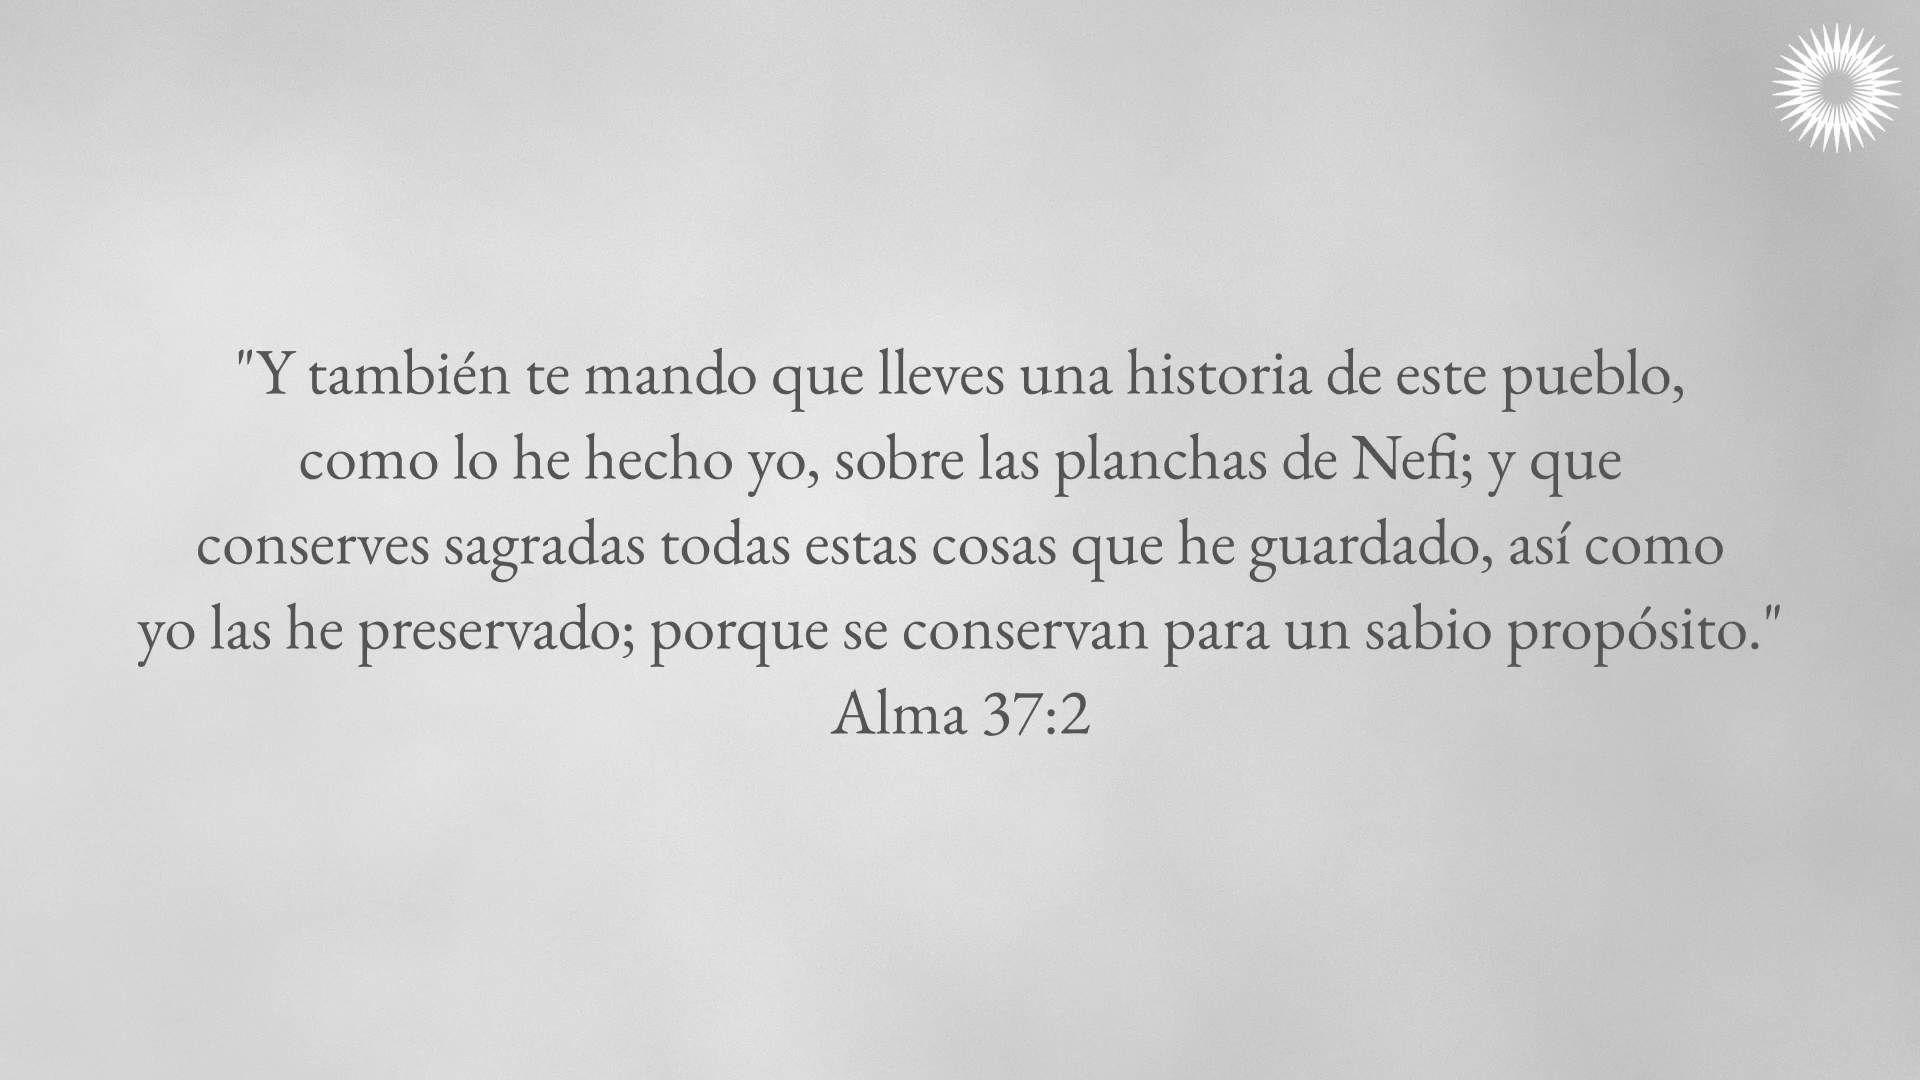 "Y también te mando que lleves una historia de este pueblo,
como lo he hecho yo, sobre las planchas de Nefi; y que
conserves sagradas todas estas cosas que he guardado, así como
yo las he preservado; porque se conservan para un sabio propósito."
Alma 37:2